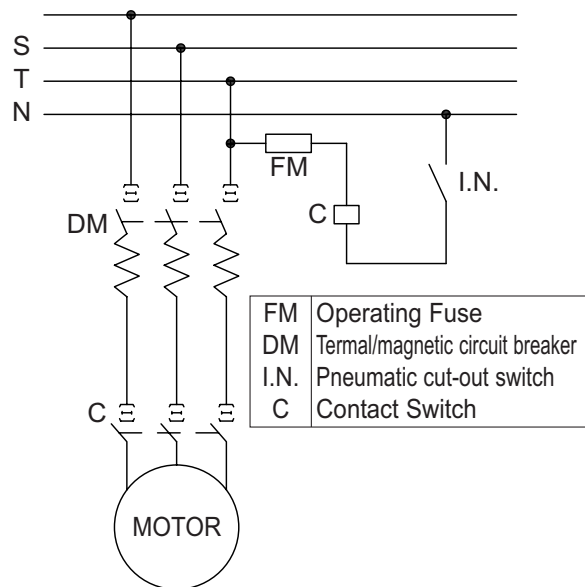 S
T
N
FM
I.N.
C
DM
FM Operating Fuse
DM Termal/magnetic circuit breaker
I.N. Pneumatic cut-out switch
C Contact Switch
C
MOTOR